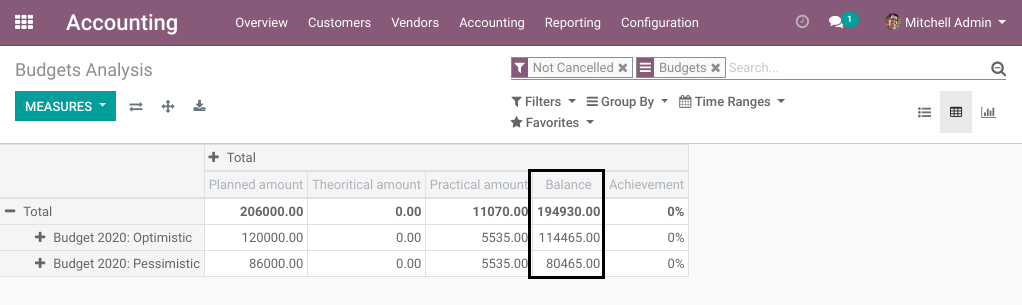 Accounting Overview Customers Vendors Accounting Reporting Configuration 1 Mitchell Admin
Budgets Analysis Not Cancelled Budgets Search...
MEASURES Filters Group By Time Ranges
Favorites
Total
Planned amount Theoritical amount Practical amount Balance Achievement
Total 206000.00 0.00 11070.00 194930.00 0%
Budget 2020: Optimistic 120000.00 0.00 5535.00 114465.00 0%
Budget 2020: Pessimistic 86000.00 0.00 5535.00 80465.00 0%